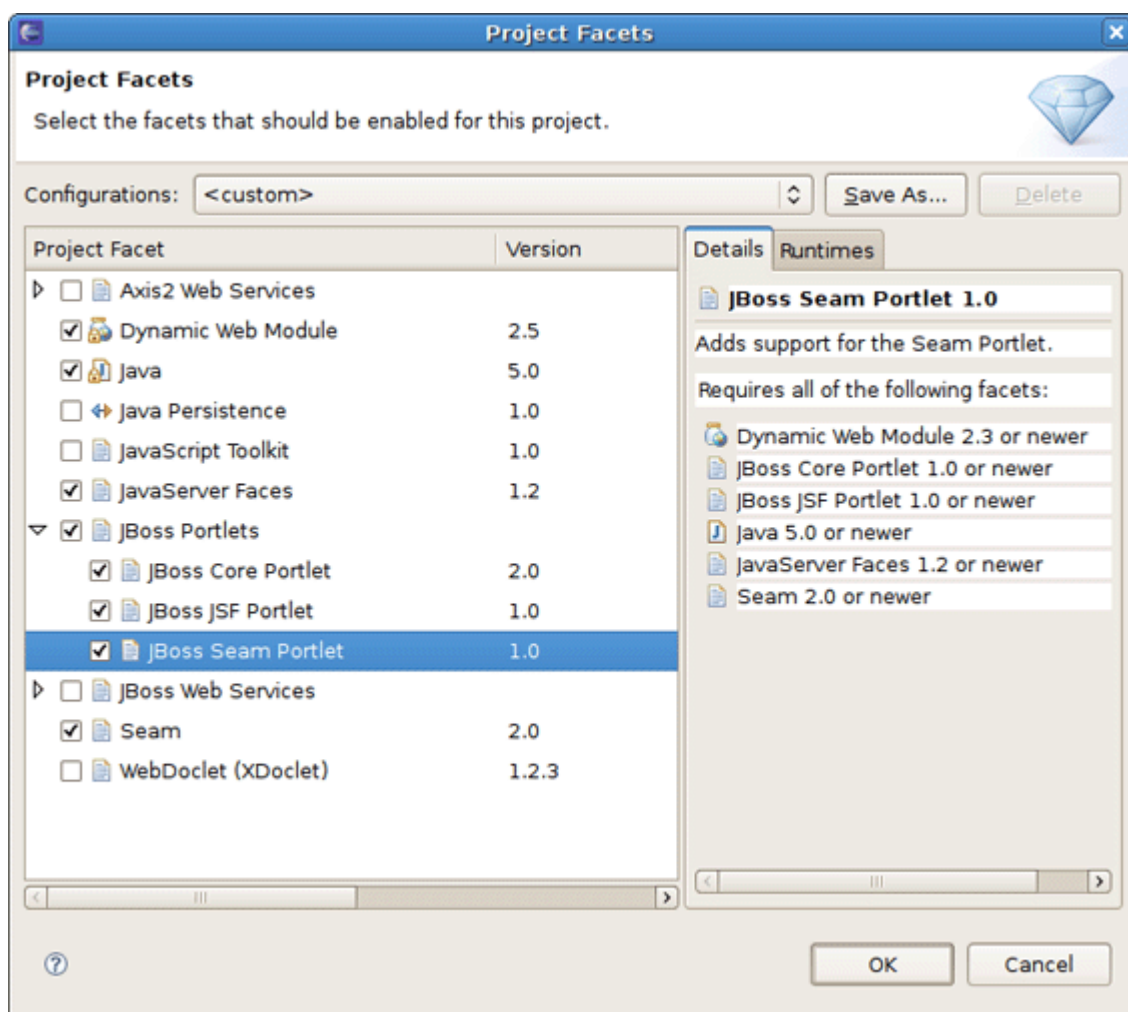 Project Facets
Project Facets
Select the facets that should be enabled for this project.
Configurations: <custom> Save As... Delete
Project Facet Version
Axis2 Web Services
Dynamic Web Module 2.5
Java 5.0
Java Persistence 1.0
JavaScript Toolkit 1.0
JavaServer Faces 1.2
JBoss Portlets
JBoss Core Portlet 2.0
JBoss JSF Portlet 1.0
JBoss Seam Portlet 1.0
JBoss Web Services
Seam 2.0
WebDoclet (XDoclet) 1.2.3
Details Runtimes
JBoss Seam Portlet 1.0
Adds support for the Seam Portlet.
Requires all of the following facets:
Dynamic Web Module 2.3 or newer
JBoss Core Portlet 1.0 or newer
JBoss JSF Portlet 1.0 or newer
Java 5.0 or newer
JavaServer Faces 1.2 or newer
Seam 2.0 or newer
OK Cancel